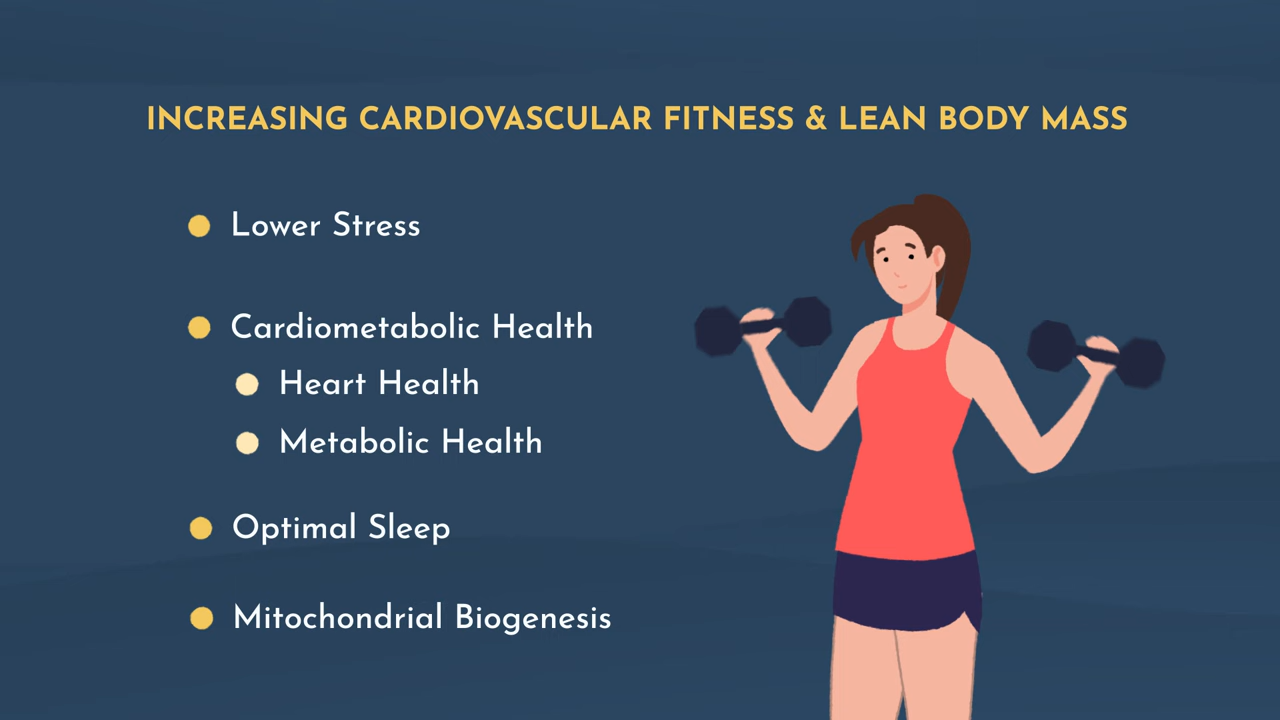 INCREASING CARDIOVASCULAR FITNESS & LEAN BODY MASS
Lower Stress
Cardiometabolic Health
Heart Health
Metabolic Health
Optimal Sleep
Mitochondrial Biogenesis